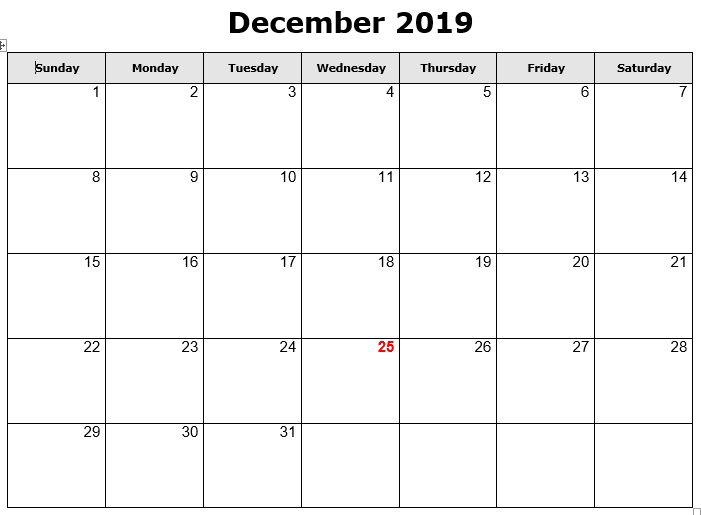 December 2019
Sunday Monday Tuesday Wednesday Thursday Friday Saturday
1 2 3 4 5 6 7
8 9 10 11 12 13 14
15 16 17 18 19 20 21
22 23 24 25 26 27 28
29 30 31